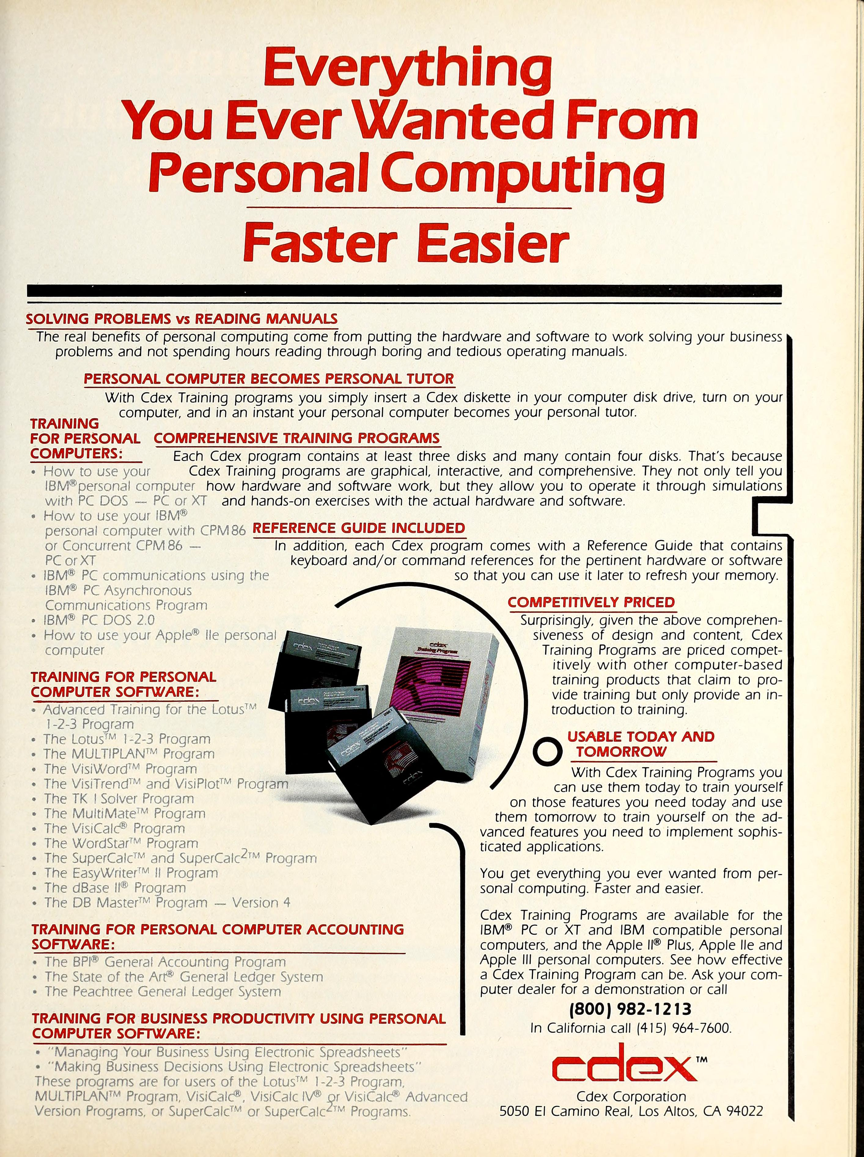 Everything
You Ever Wanted From
Personal Computing
Faster Easier
SOLVING PROBLEMS vs READING MANUALS
The real benefits of personal computing come from putting the hardware and software to work solving your business
problems and not spending hours reading through boring and tedious operating manuals.
PERSONAL COMPUTER BECOMES PERSONAL TUTOR
With Cdex Training programs you simply insert a Cdex diskette in your computer disk drive, turn on your
computer, and in an instant your personal computer becomes your personal tutor.
COMPREHENSIVE TRAINING PROGRAMS
Each Cdex program contains at least three disks and many contain four disks. That's because
Cdex Training programs are graphical, interactive, and comprehensive. They not only tell you
how hardware and software work, but they allow you to operate it through simulations
and hands-on exercises with the actual hardware and software.
REFERENCE GUIDE INCLUDED
In addition, each Cdex program comes with a Reference Guide that contains
keyboard and/or command references for the pertinent hardware or software
so that you can use it later to refresh your memory.
TRAINING
FOR PERSONAL
COMPUTERS:
• How to use your
IBM® personal computer
with PC DOS — PC or XT
• How to use your IBM®
personal computer with CPM86
or Concurrent CPM86 —
PC or XT
• IBM® PC communications using the
IBM® PC Asynchronous
Communications Program
• IBM® PC DOS 2.0
• How to use your Apple® IIe personal
computer
TRAINING FOR PERSONAL
COMPUTER SOFTWARE:
• Advanced Training for the Lotus™
1-2-3 Program
• The Lotus™ 1-2-3 Program
• The MULTIPLAN™ Program
• The VisiWord™ Program
• The VisiTrend™ and VisiPlot™ Program
• The TK ! Solver Program
• The MultiMate™ Program
• The VisiCalc® Program
• The WordStar™ Program
• The SuperCalc™ and SuperCalc2™ Program
• The EasyWriter™ II Program
• The dBase II® Program
• The DB Master™ Program — Version 4
TRAINING FOR PERSONAL COMPUTER ACCOUNTING
SOFTWARE:
• The BPI® General Accounting Program
• The State of the Art® General Ledger System
• The Peachtree General Ledger System
TRAINING FOR BUSINESS PRODUCTIVITY USING PERSONAL
COMPUTER SOFTWARE:
• "Managing Your Business Using Electronic Spreadsheets"
• "Making Business Decisions Using Electronic Spreadsheets"
These programs are for users of the Lotus™ 1-2-3 Program,
MULTIPLAN™ Program, VisiCalc®, VisiCalc IV® or VisiCalc® Advanced
Version Programs, or SuperCalc™ or SuperCalc2™ Programs.
cdex
Training Program
cdex
cdex
COMPETITIVELY PRICED
Surprisingly, given the above comprehen-
siveness of design and content, Cdex
Training Programs are priced compet-
itively with other computer-based
training products that claim to pro-
vide training but only provide an in-
troduction to training.
USABLE TODAY AND
TOMORROW
With Cdex Training Programs you
can use them today to train yourself
on those features you need today and use
them tomorrow to train yourself on the ad-
vanced features you need to implement sophis-
ticated applications.
You get everything you ever wanted from per-
sonal computing. Faster and easier.
Cdex Training Programs are available for the
IBM® PC or XT and IBM compatible personal
computers, and the Apple II® Plus, Apple IIe and
Apple III personal computers. See how effective
a Cdex Training Program can be. Ask your com-
puter dealer for a demonstration or call
(800) 982-1213
In California call (415) 964-7600.
cdex™
Cdex Corporation
5050 El Camino Real, Los Altos, CA 94022